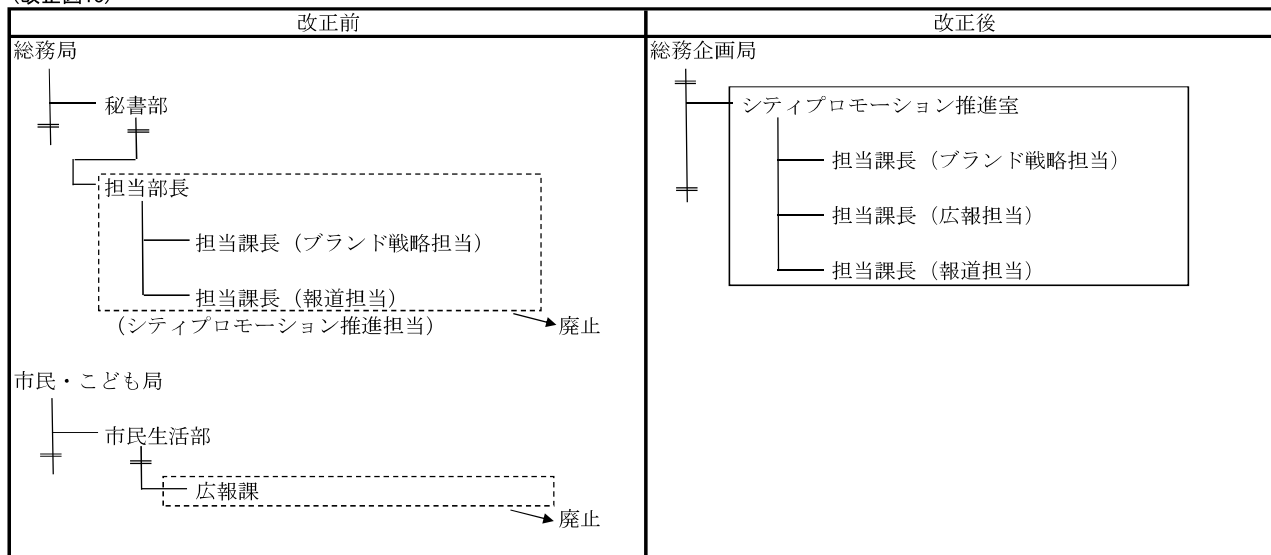 改正前
総務局
秘書部
担当部長
担当課長（ブランド戦略担当）
担当課長（報道担当）
（シティプロモーション推進担当）
廃止
市民・こども局
市民生活部
広報課
廃止
改正後
総務企画局
シティプロモーション推進室
担当課長（ブランド戦略担当）
担当課長（広報担当）
担当課長（報道担当）